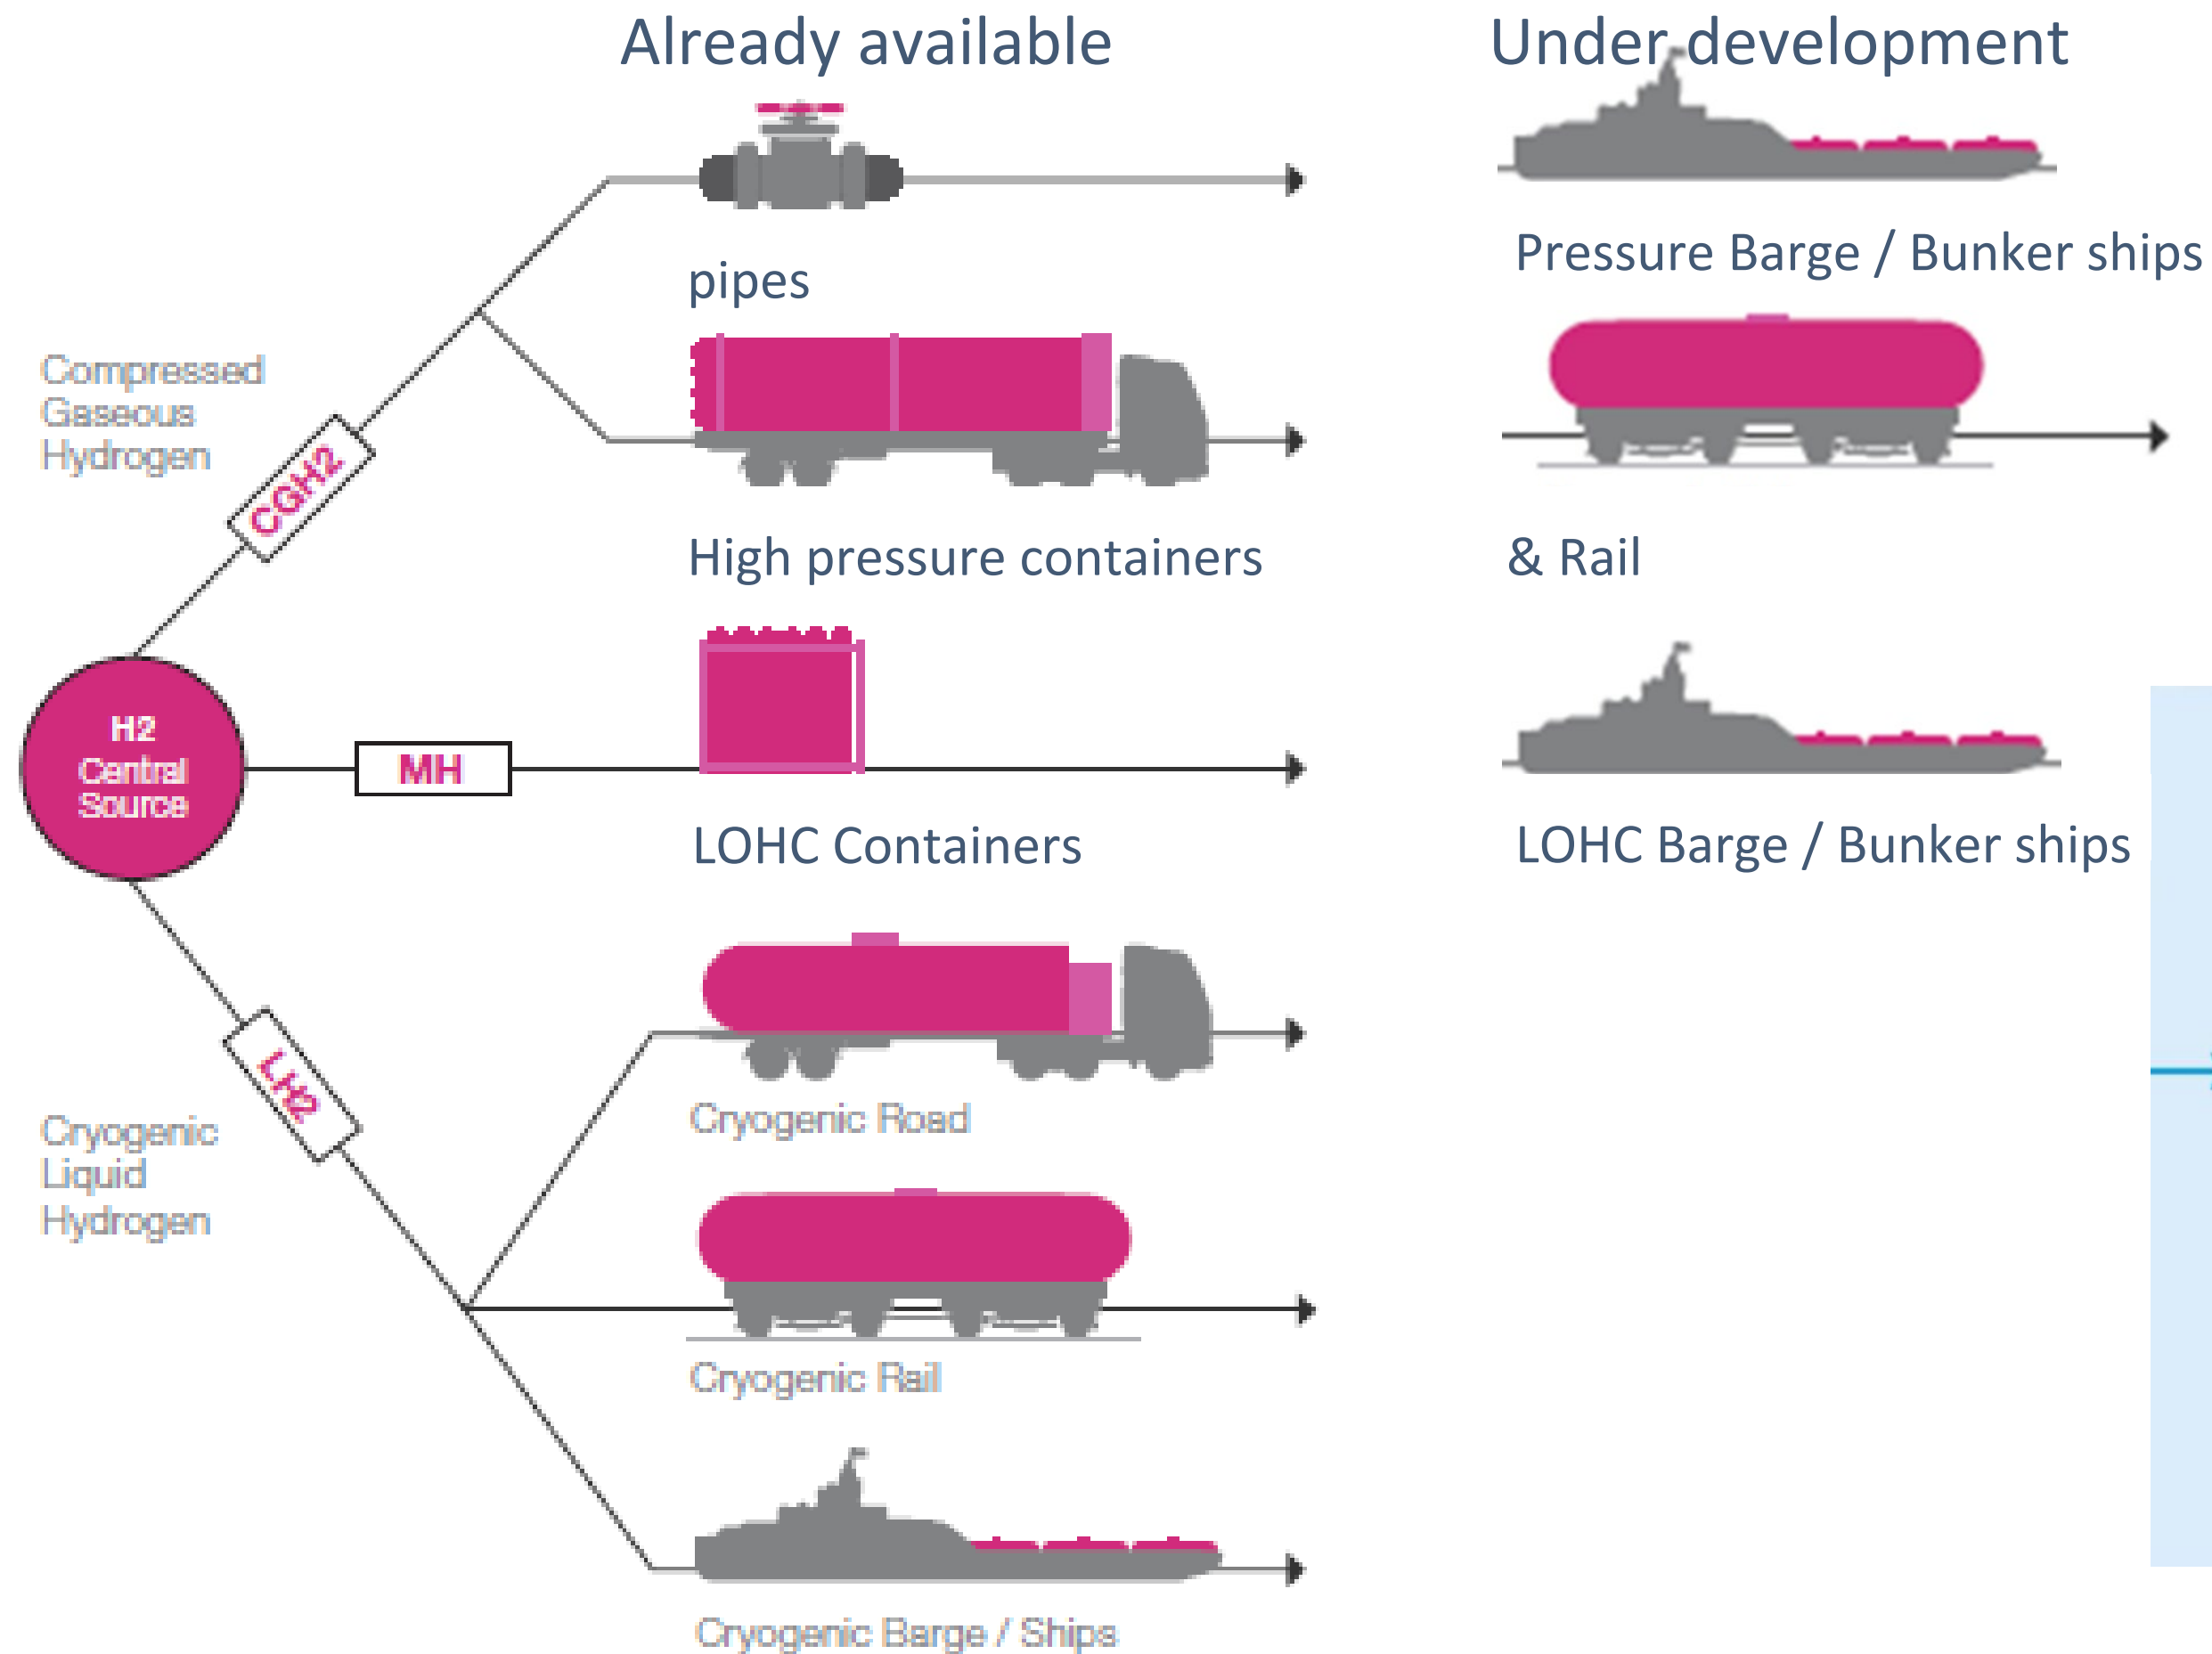 Already available
Under development
pipes
Pressure Barge / Bunker ships
Compressed
Gaseous
Hydrogen
CGH2
High pressure containers
& Rail
H2
Central
Source
MH
LOHC Containers
LOHC Barge / Bunker ships
LH2
Cryogenic
Liquid
Hydrogen
Cryogenic Road
Cryogenic Rail
Cryogenic Barge / Ships